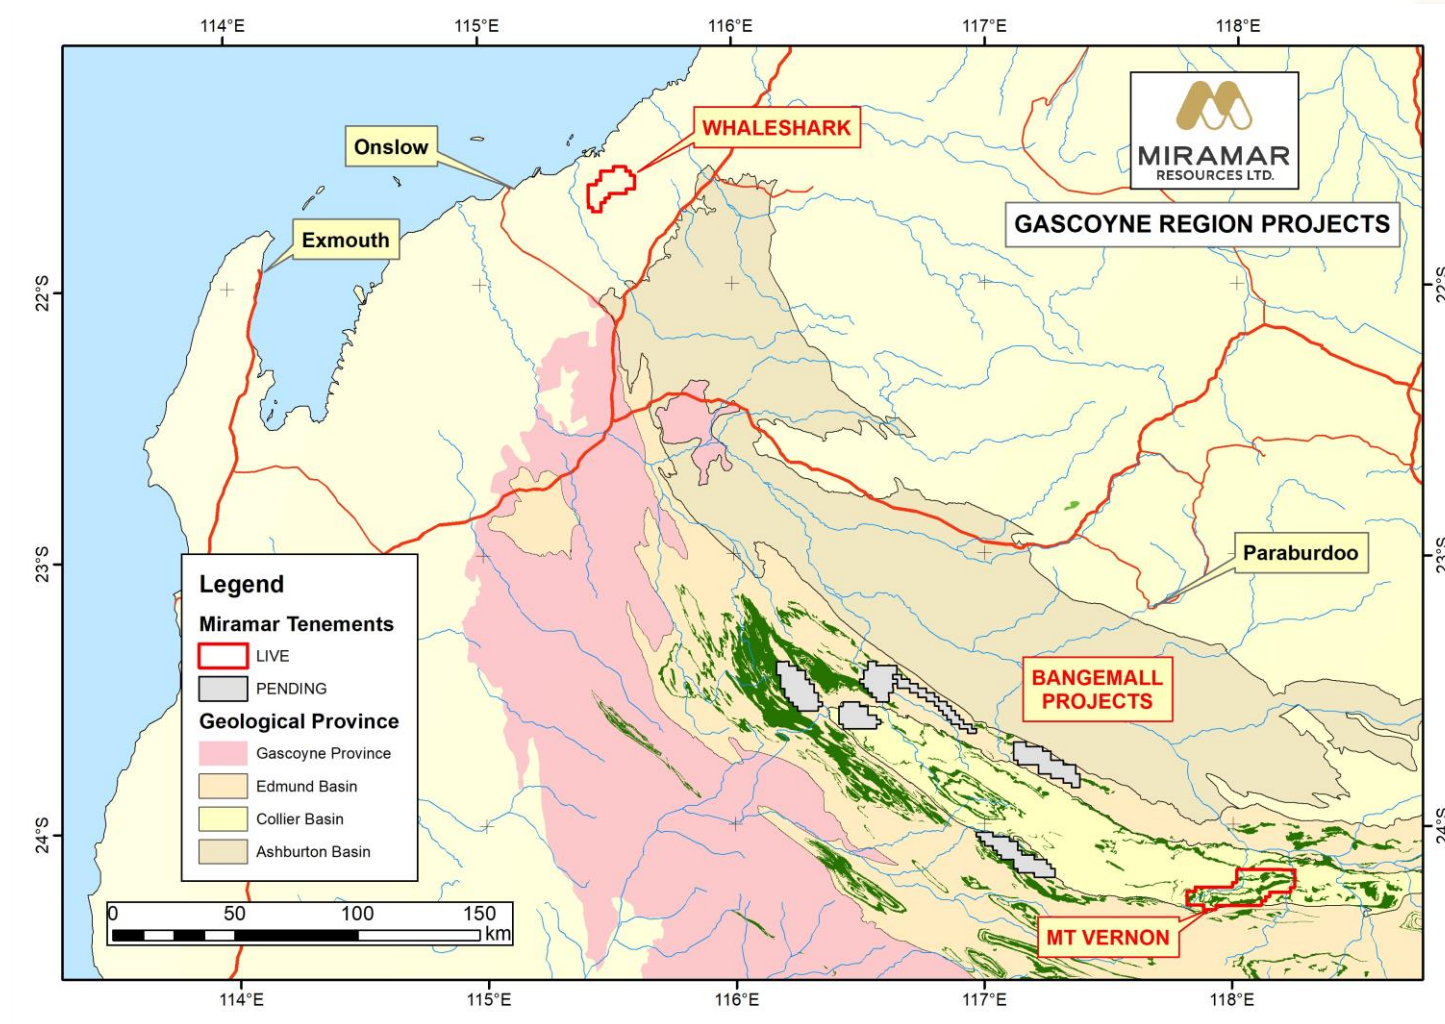 114°E
115°E
116°E
117°E
118°E
WHALESHARK
Onslow
MIRAMAR
RESOURCES LTD.
GASCOYNE REGION PROJECTS
Exmouth
22°S
22°S
Paraburdoo
23°S
23°S
Legend
Miramar Tenements
LIVE
PENDING
Geological Province
Gascoyne Province
Edmund Basin
Collier Basin
Ashburton Basin
BANGEMALL
PROJECTS
24°S
24°S
MT VERNON
0 50 100 150
km
114°E
115°E
116°E
117°E
118°E